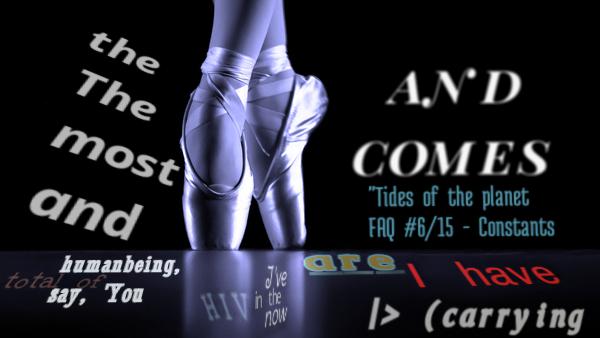 the
The
most
and
AND
COMES
"Tides of the planet
FAQ #6/15 - Constants
humanbeing,
say, 'You
total of
HIV
I've
in the
now
are
I have
|> (carrying